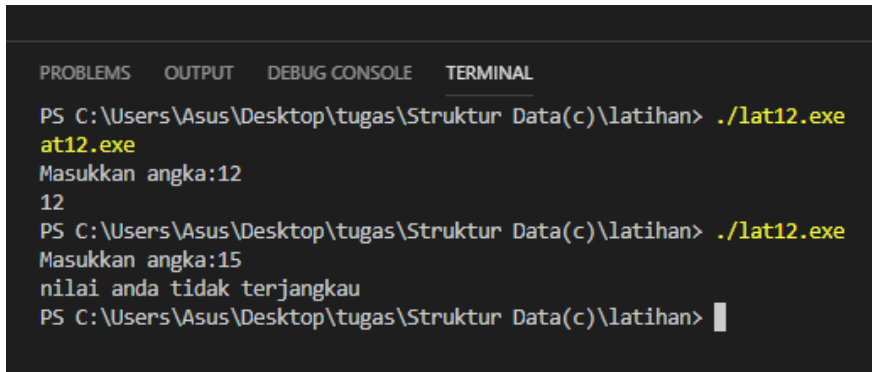 PROBLEMS OUTPUT DEBUG CONSOLE TERMINAL
PS C:\Users\Asus\Desktop\tugas\Struktur Data(c)\latihan> ./lat12.exe
at12.exe
Masukkan angka:12
12
PS C:\Users\Asus\Desktop\tugas\Struktur Data(c)\latihan> ./lat12.exe
Masukkan angka:15
nilai anda tidak terjangkau
PS C:\Users\Asus\Desktop\tugas\Struktur Data(c)\latihan>